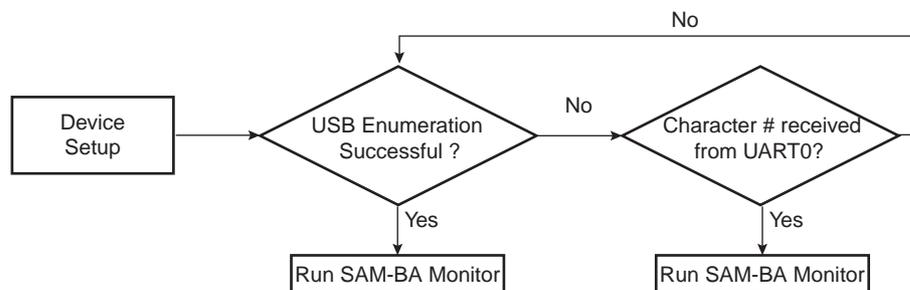 No
Device
Setup
USB Enumeration
Successful ?
No
Character # received
from UART0?
Yes
Yes
Run SAM-BA Monitor
Run SAM-BA Monitor